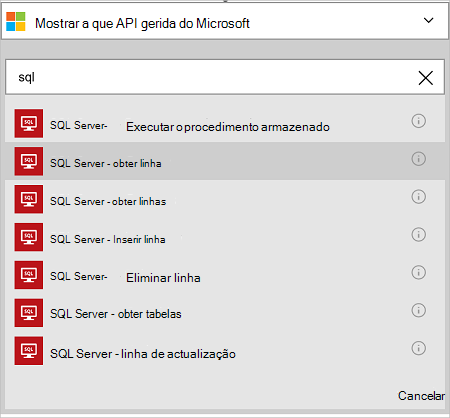 Mostrar a que API gerida do Microsoft
sql
SQL Server- Executar o procedimento armazenado
SQL Server - obter linha
SQL Server - obter linhas
SQL Server - Inserir linha
SQL Server- Eliminar linha
SQL Server - obter tabelas
SQL Server - linha de actualização
Cancelar